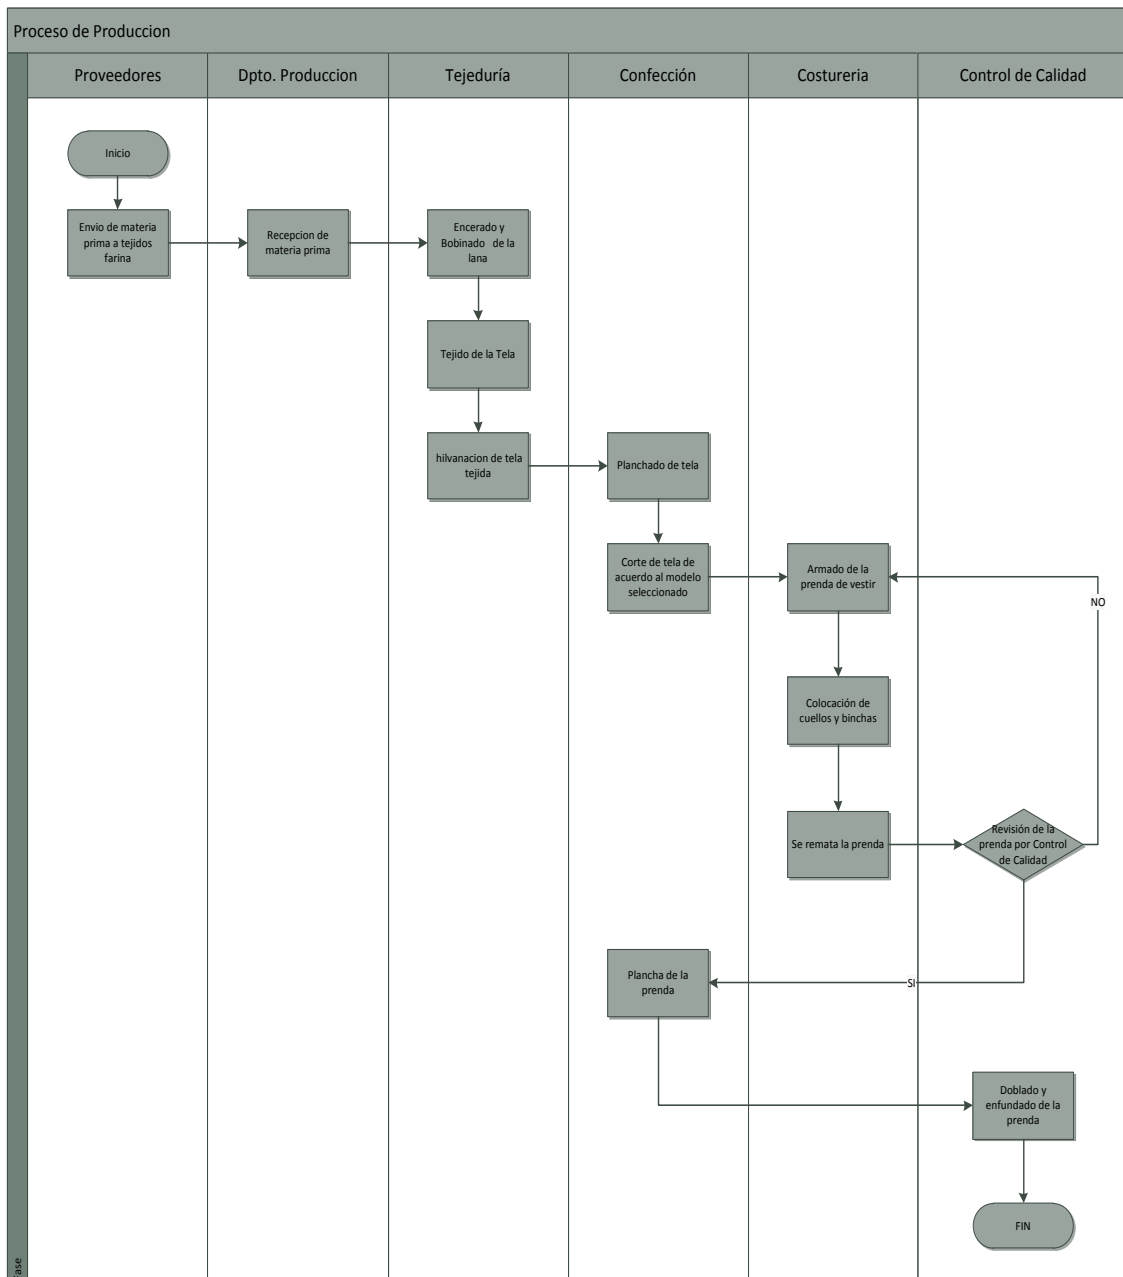 Proceso de Produccion
Proveedores
Dpto. Produccion
Tejeduría
Confección
Costureria
Control de Calidad
Inicio
Envio de materia
prima a tejidos
farina
Recepcion de
materia prima
Encerado y
Bobinado de la
lana
Tejido de la Tela
hilvanacion de tela
tejida
Planchado de tela
Corte de tela de
acuerdo al modelo
seleccionado
Armado de la
prenda de vestir
NO
Colocación de
cuellos y binchas
Se remata la prenda
Revisión de la
prenda por Control
de Calidad
SI
Plancha de la
prenda
Doblado y
enfundado de la
prenda
FIN